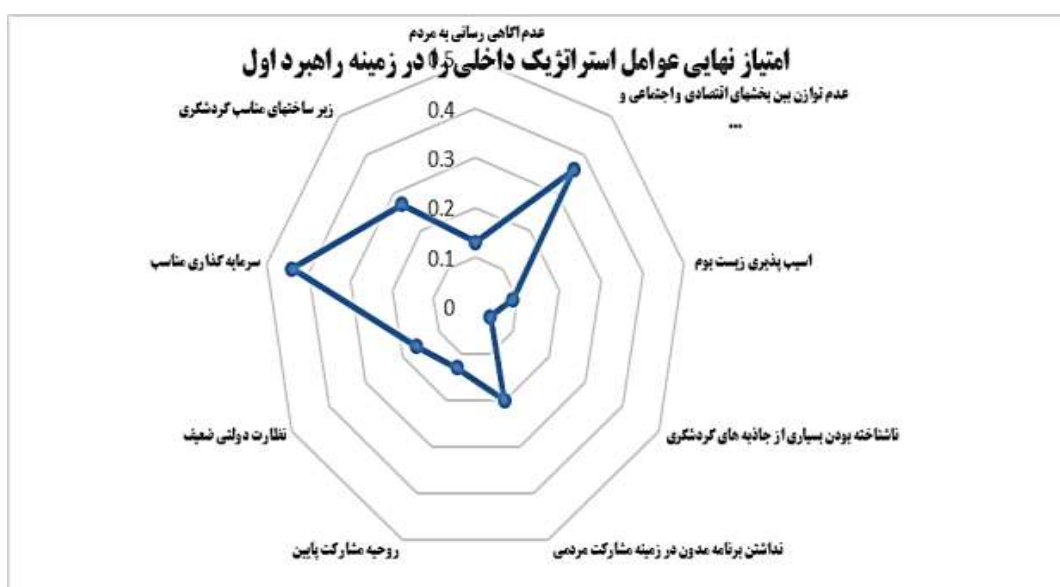 عدم آگاهی رسانی به مردم
امتیاز نهایی عوامل استراتژیک داخلی را در زمینه راهبرد اول
0.5
عدم توازن بین بخشهای اقتصادی و اجتماعی و
...
زیر ساختهای مناسب گردشگری
0.4
0.3
0.2
0.1
0
آسیب پذیری زیست بوم
سرمایه گذاری مناسب
ناشناخته بودن بسیاری از جاذبه های گردشگری
نظارت دولتی ضعیف
نداشتن برنامه مدون در زمینه مشارکت مردمی
روحیه مشارکت پایین